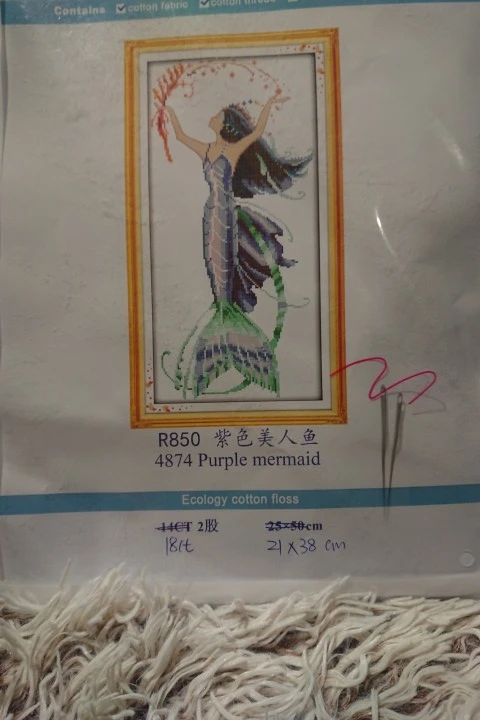 Contains cotton fabric cotton thread
R850 紫色美人鱼
4874 Purple mermaid
Ecology cotton floss
14CT 2股 25×50cm
18ct 21×38 cm